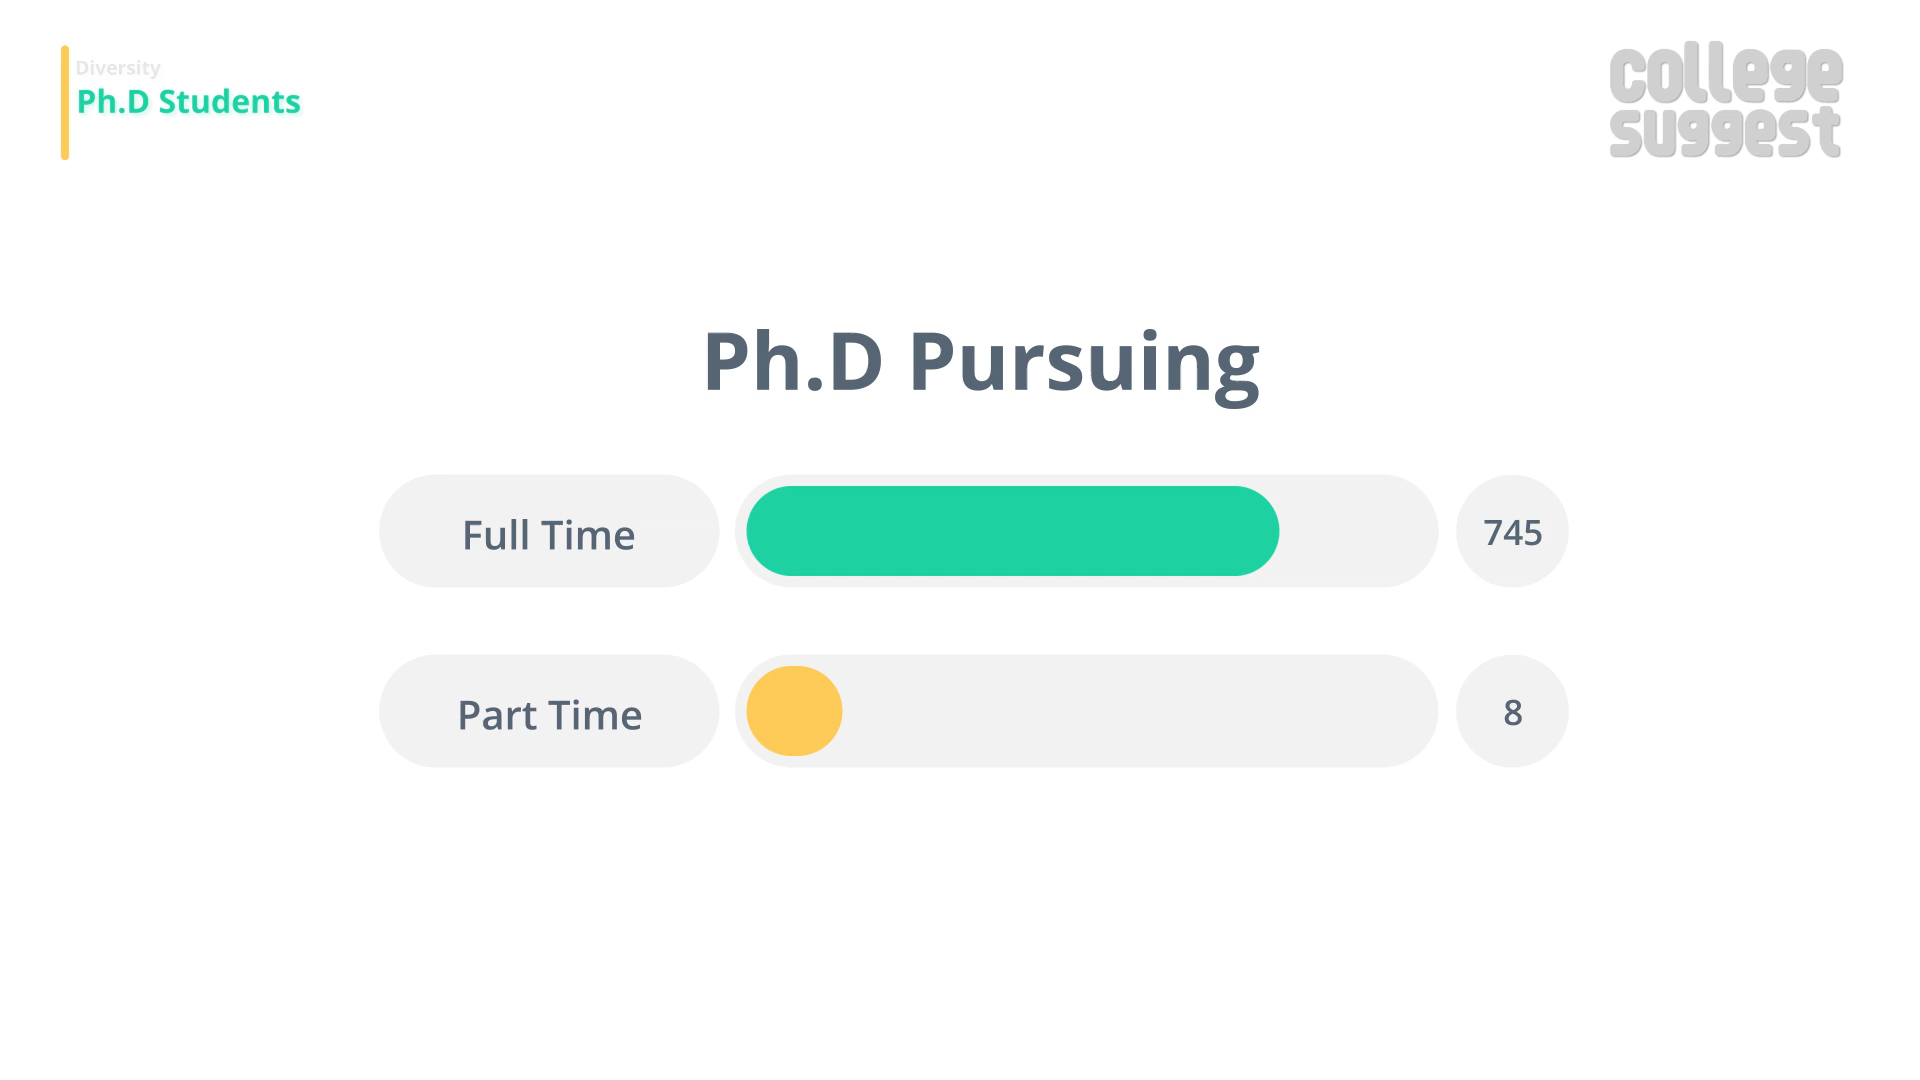 Diversity
Ph.D Students
college
suggest
Ph.D Pursuing
Full Time
745
Part Time
8